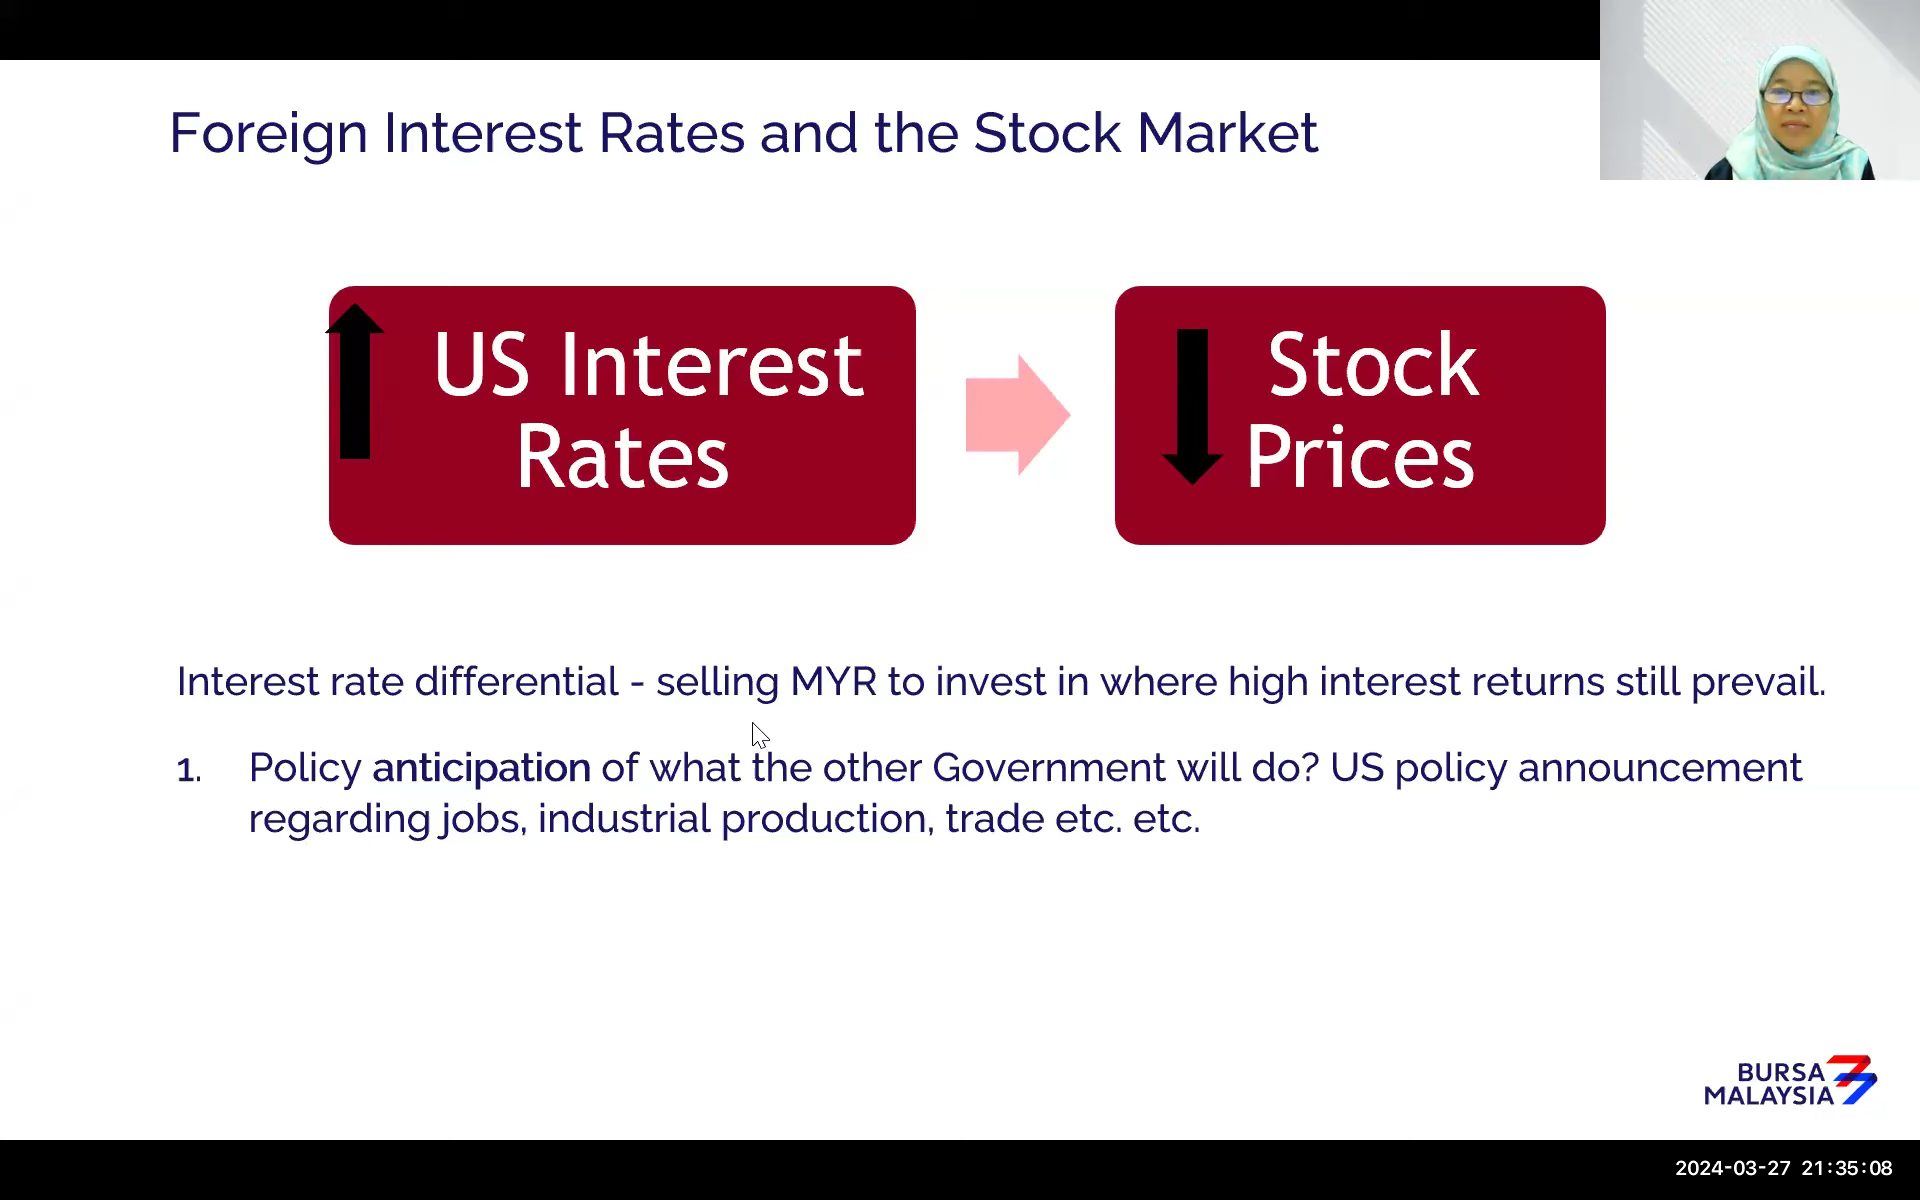 Foreign Interest Rates and the Stock Market
US Interest
Rates
Stock
Prices
Interest rate differential - selling MYR to invest in where high interest returns still prevail.
1. Policy anticipation of what the other Government will do? US policy announcement
regarding jobs, industrial production, trade etc. etc.
BURSA
MALAYSIA
2024-03-27 21:35:08